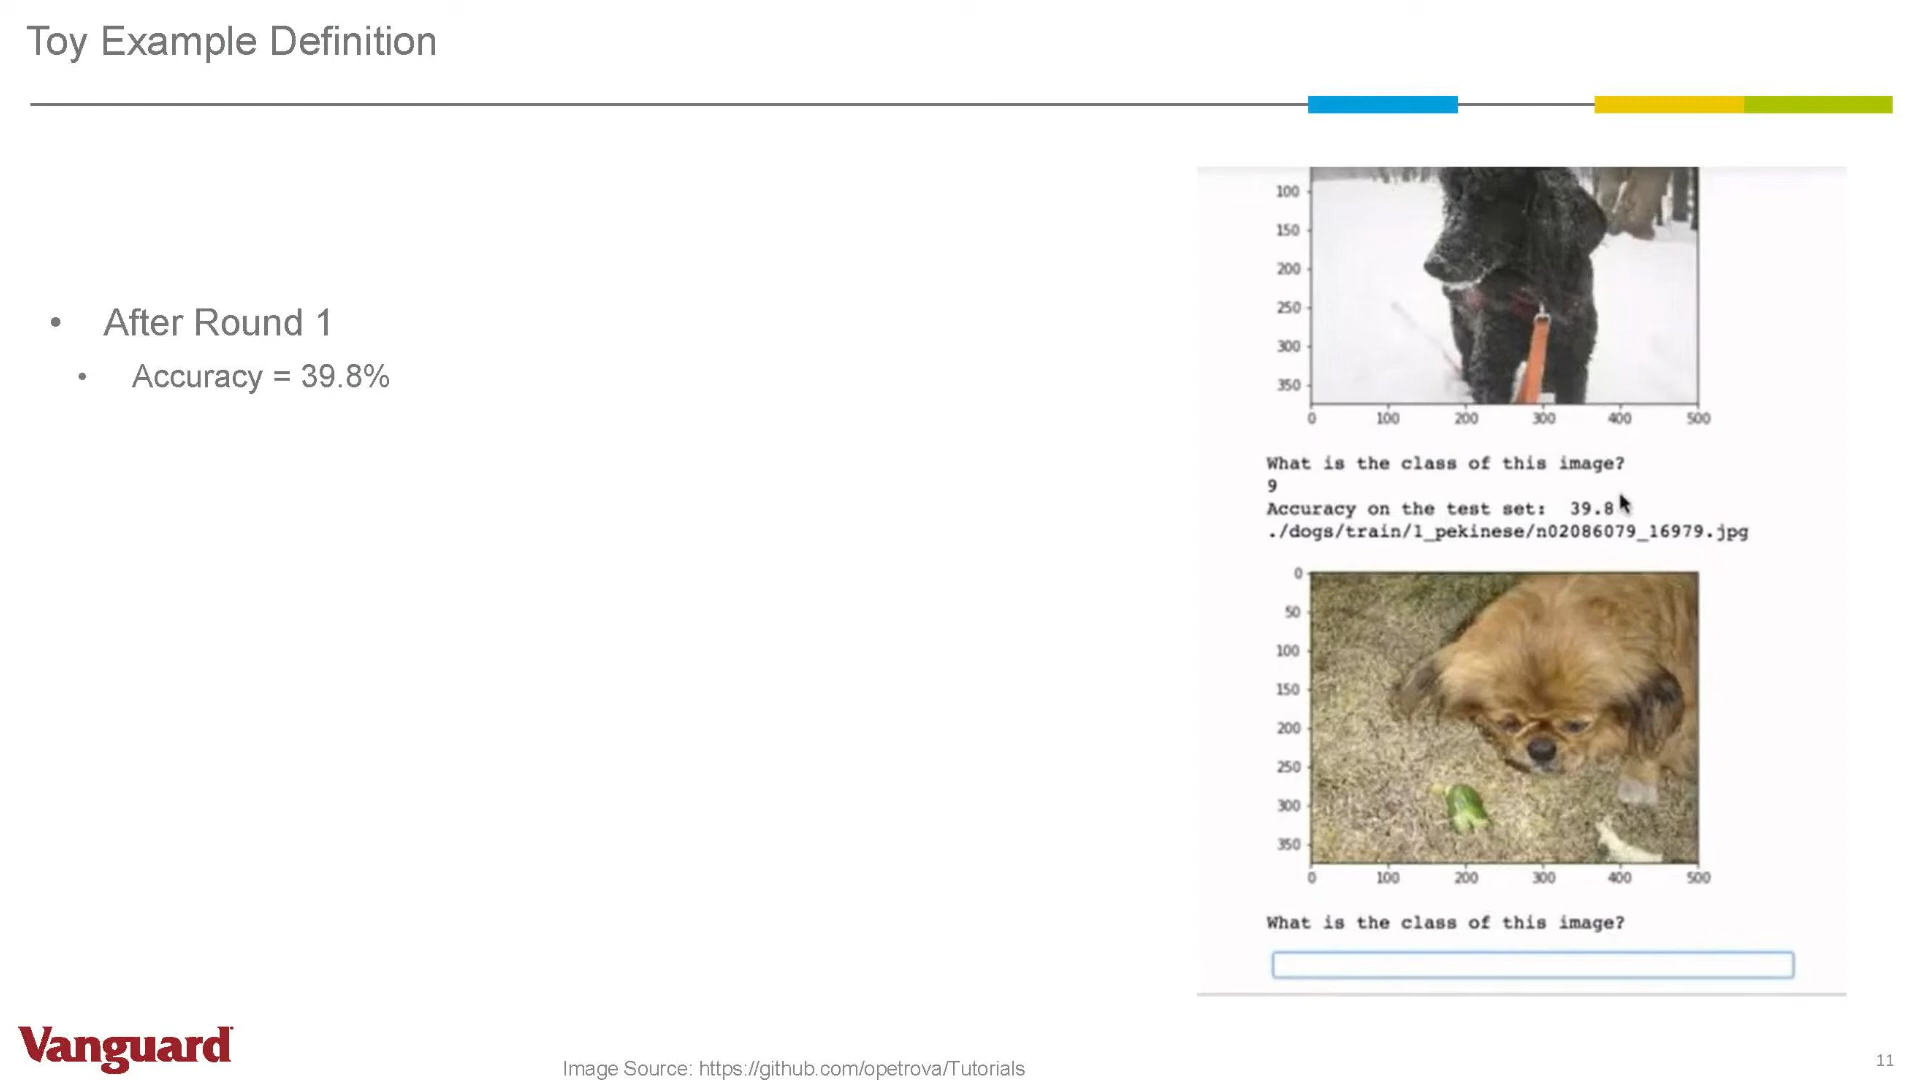 Toy Example Definition
• After Round 1
• Accuracy = 39.8%
100
150
200
250
300
350
0 100 200 300 400 500
What is the class of this image?
9
Accuracy on the test set: 39.8
./dogs/train/1_pekinese/n02086079_16979.jpg
0
50
100
150
200
250
300
350
0 100 200 300 400 500
What is the class of this image?
Vanguard
Image Source: https://github.com/opetrova/Tutorials
11